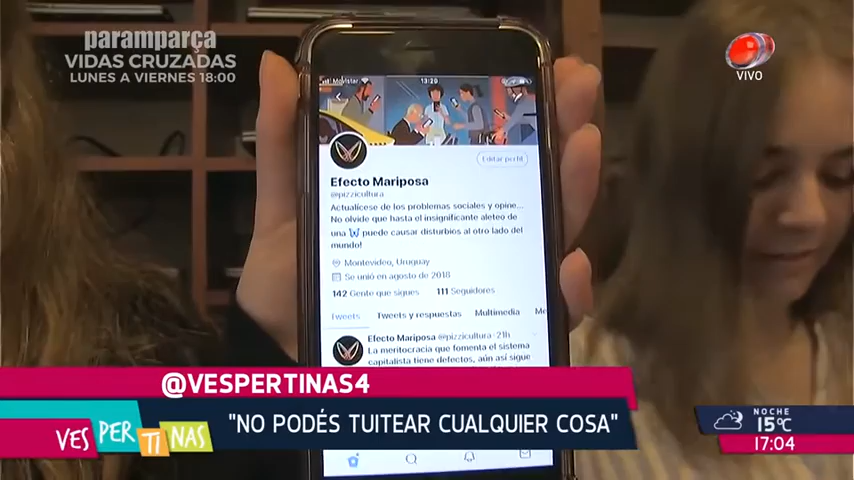 paramparça
VIDAS CRUZADAS
LUNES A VIERNES 18:00
VIVO
Movistar
13:20
Editar perfil
Efecto Mariposa
@pizzicultura
Actualícese de los problemas sociales y opine...
No olvide que hasta el insignificante aleteo de
una puede causar disturbios al otro lado del
mundo!
Montevideo, Uruguay
Se unió en agosto de 2018
142 Gente que sigues 111 Seguidores
Tweets Tweets y respuestas Multimedia Me
Efecto Mariposa @pizzicultura · 21h
La meritocracia que fomenta el sistema
capitalista tiene defectos, aún así sigue
@VESPERTINAS4
VESPERTINAS
"NO PODÉS TUITEAR CUALQUIER COSA"
NOCHE
15°C
17:04